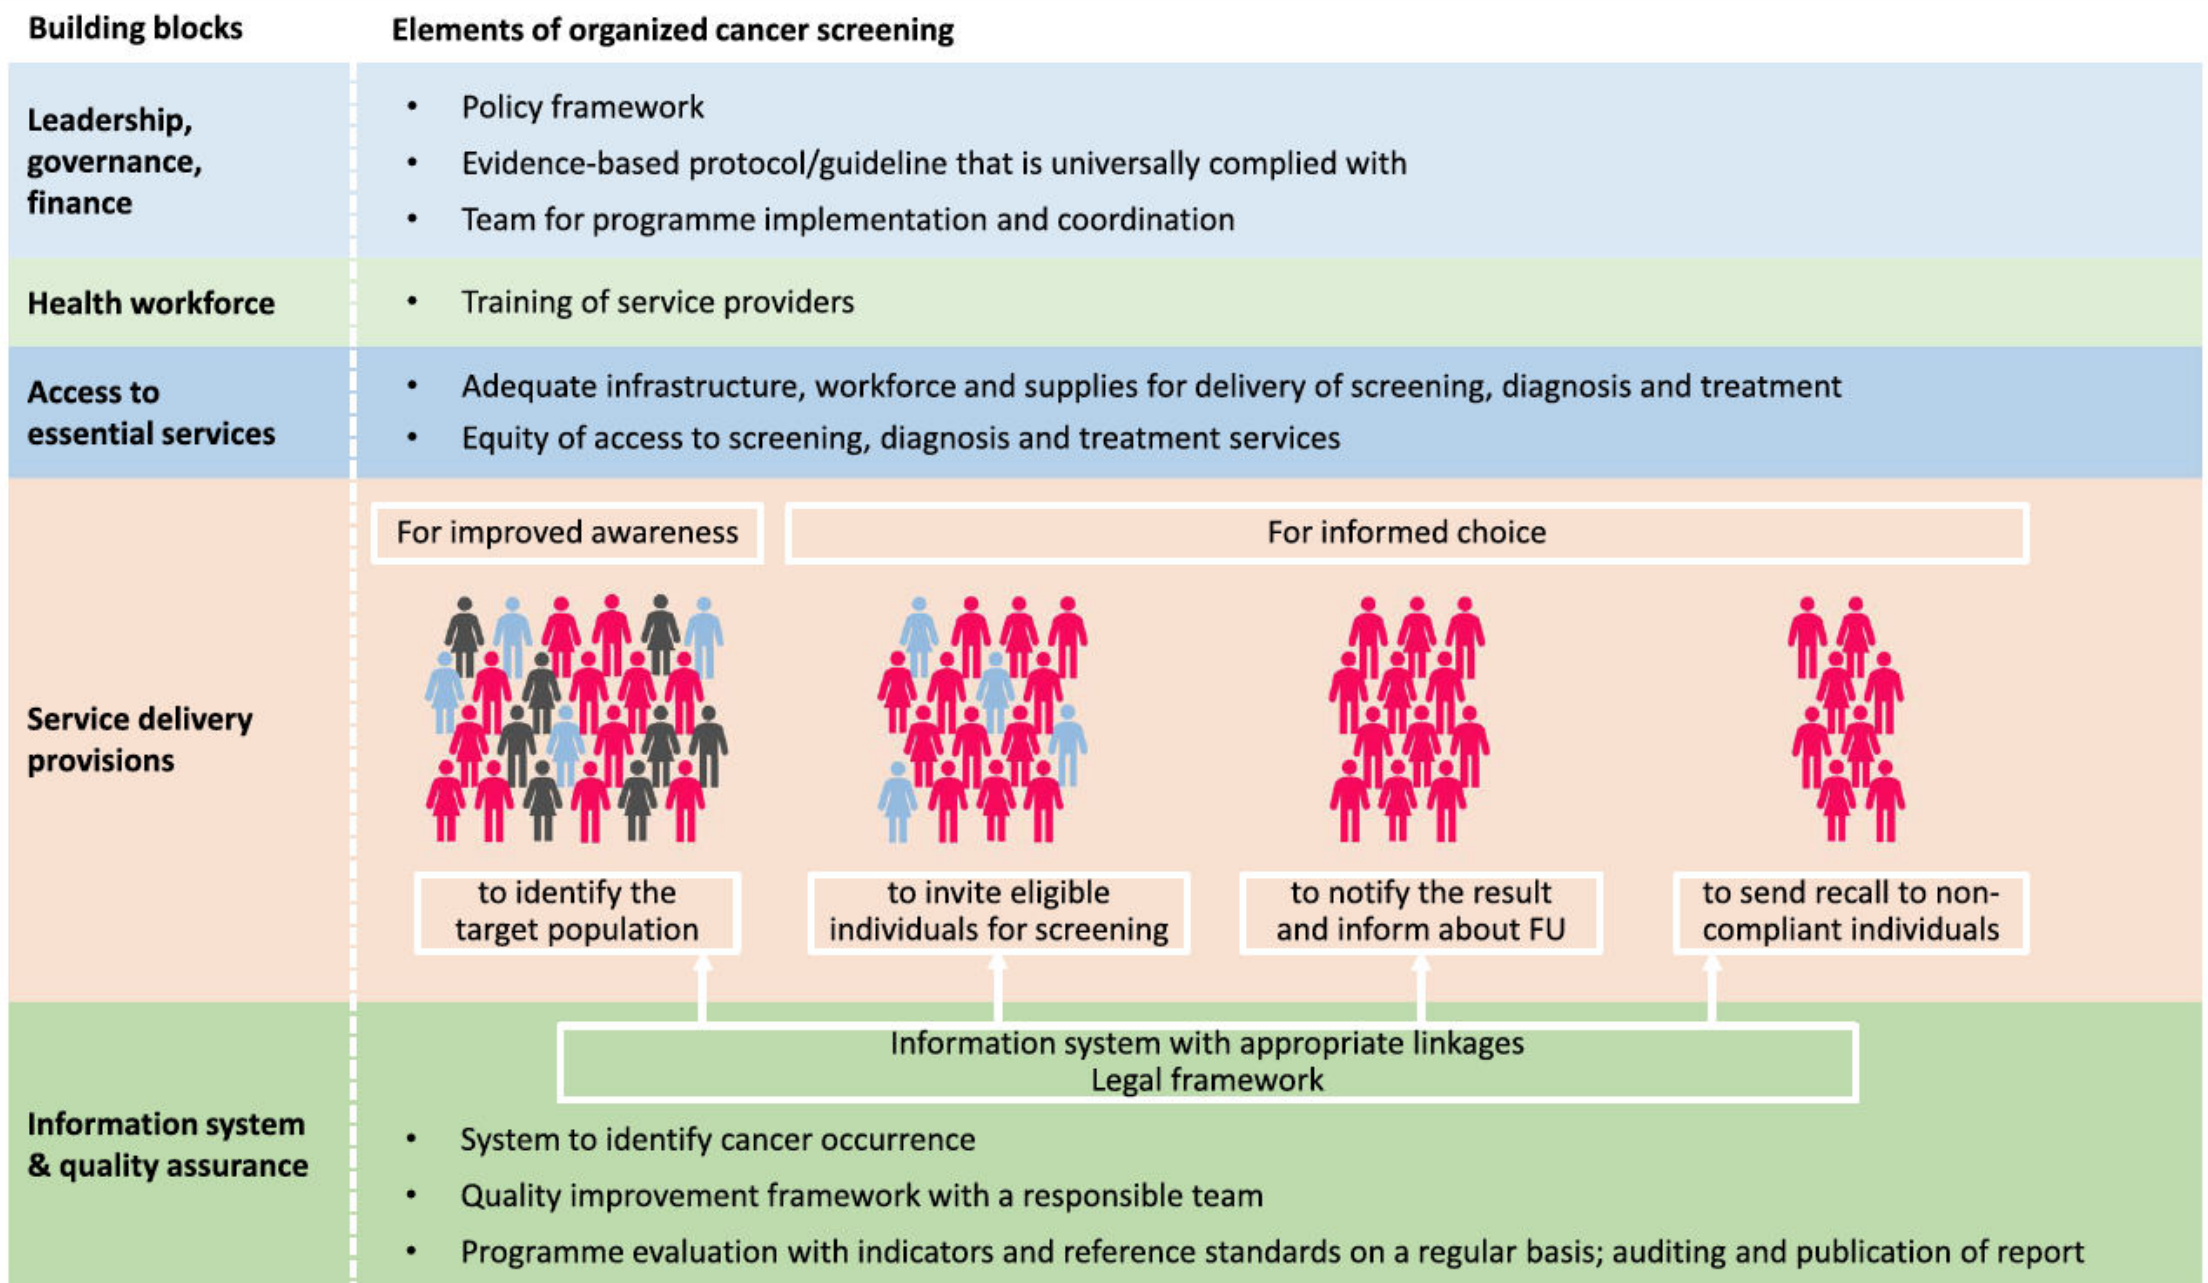 Building blocks
Elements of organized cancer screening
Leadership,
governance,
finance
• Policy framework
• Evidence-based protocol/guideline that is universally complied with
• Team for programme implementation and coordination
Health workforce
• Training of service providers
Access to
essential services
• Adequate infrastructure, workforce and supplies for delivery of screening, diagnosis and treatment
• Equity of access to screening, diagnosis and treatment services
Service delivery
provisions
For improved awareness
For informed choice
to identify the
target population
to invite eligible
individuals for screening
to notify the result
and inform about FU
to send recall to non-
compliant individuals
Information system
& quality assurance
Information system with appropriate linkages
Legal framework
• System to identify cancer occurrence
• Quality improvement framework with a responsible team
• Programme evaluation with indicators and reference standards on a regular basis; auditing and publication of report